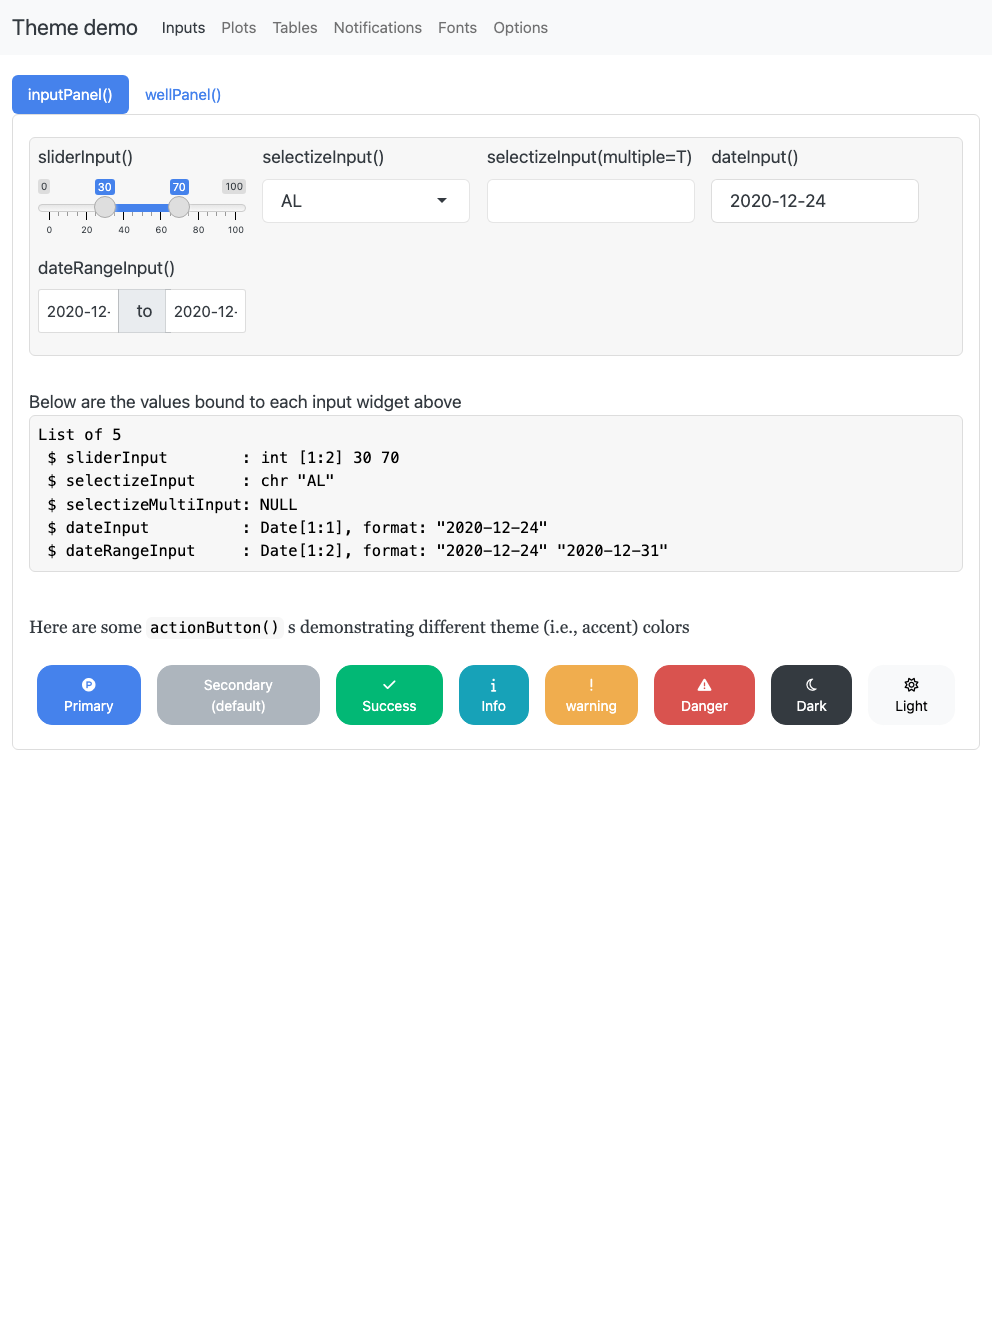 Theme demo Inputs Plots Tables Notifications Fonts Options
inputPanel() wellPanel()
sliderInput() selectizeInput() selectizeInput(multiple=T) dateInput()
0 30 70 100
AL 2020-12-24
0 20 40 60 80 100
dateRangeInput()
2020-12- to 2020-12-
Below are the values bound to each input widget above
List of 5
 $ sliderInput        : int [1:2] 30 70
 $ selectizeInput     : chr "AL"
 $ selectizeMultiInput: NULL
 $ dateInput          : Date[1:1], format: "2020-12-24"
 $ dateRangeInput     : Date[1:2], format: "2020-12-24" "2020-12-31"
Here are some actionButton() s demonstrating different theme (i.e., accent) colors
Primary
Secondary
(default)
Success
Info
warning
Danger
Dark
Light